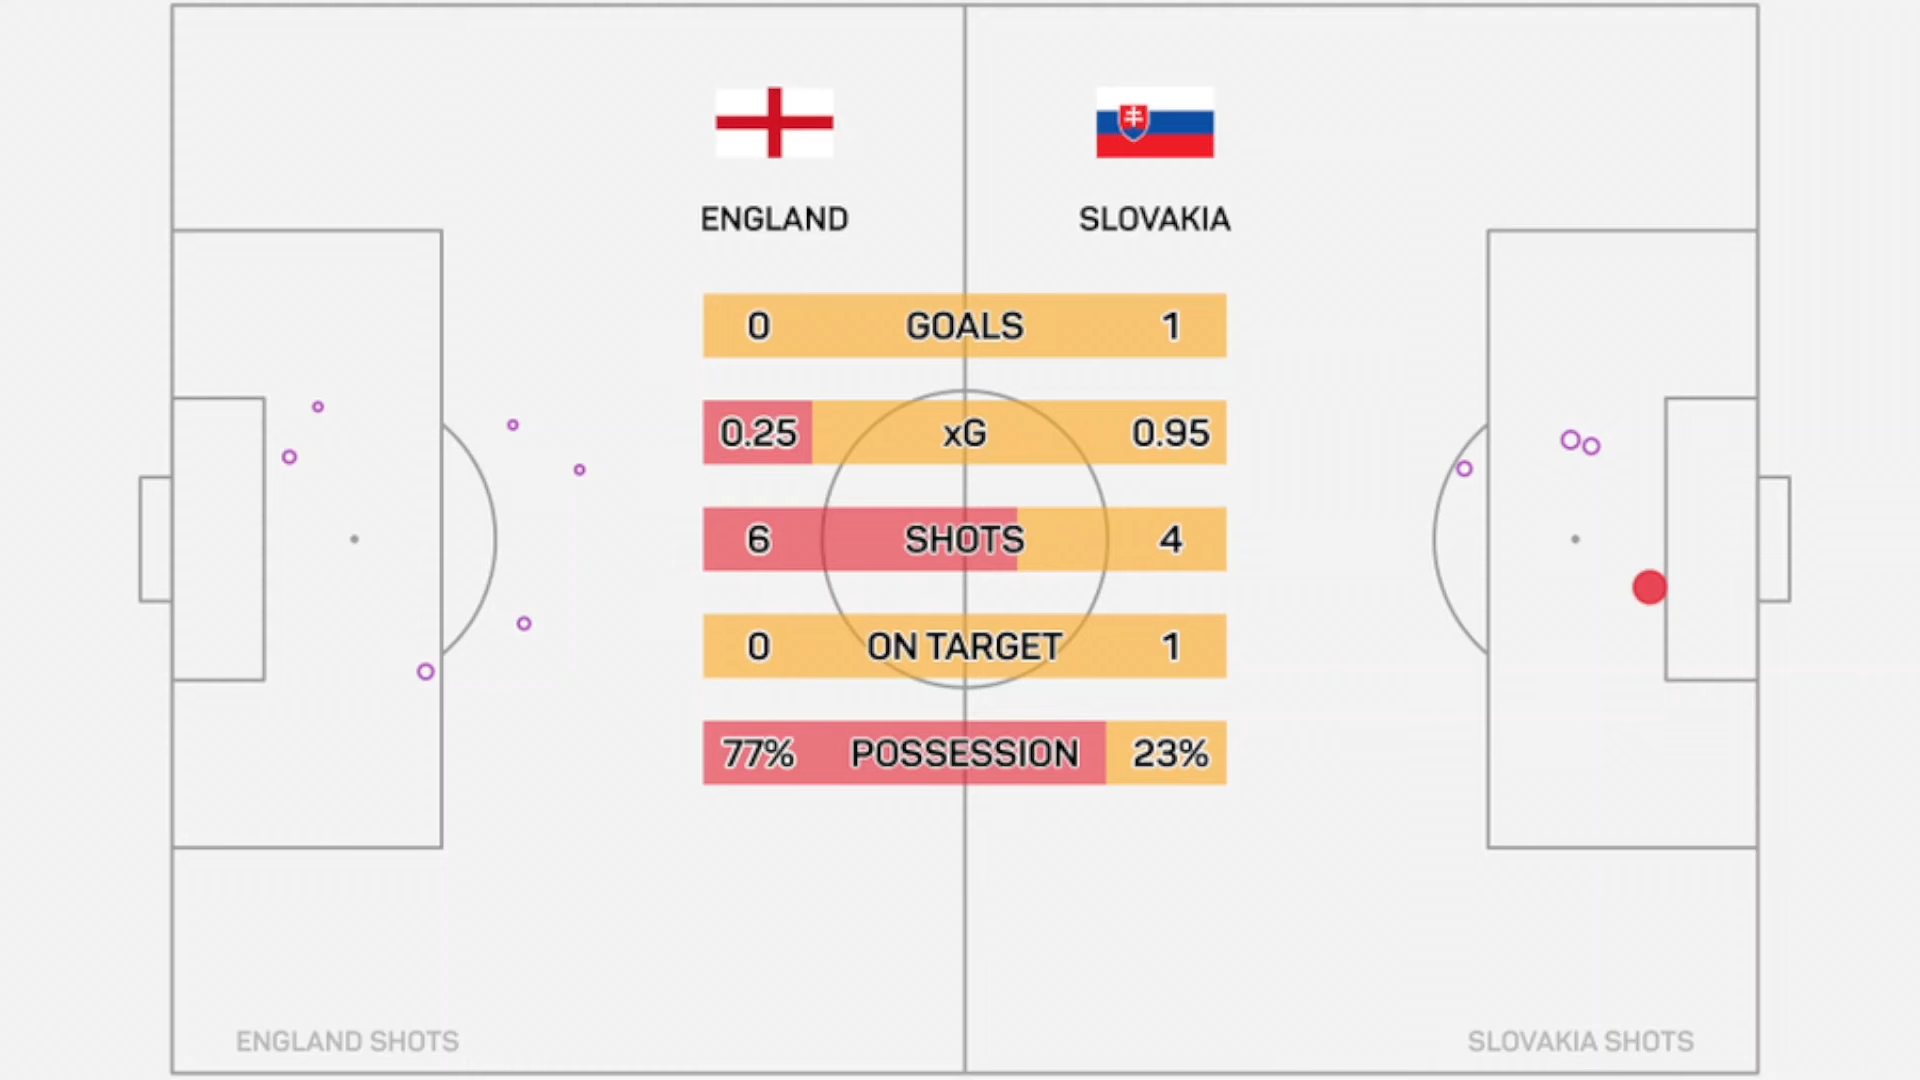 ENGLAND SLOVAKIA
0 GOALS 1
0.25 xG 0.95
6 SHOTS 4
0 ON TARGET 1
77% POSSESSION 23%
ENGLAND SHOTS SLOVAKIA SHOTS